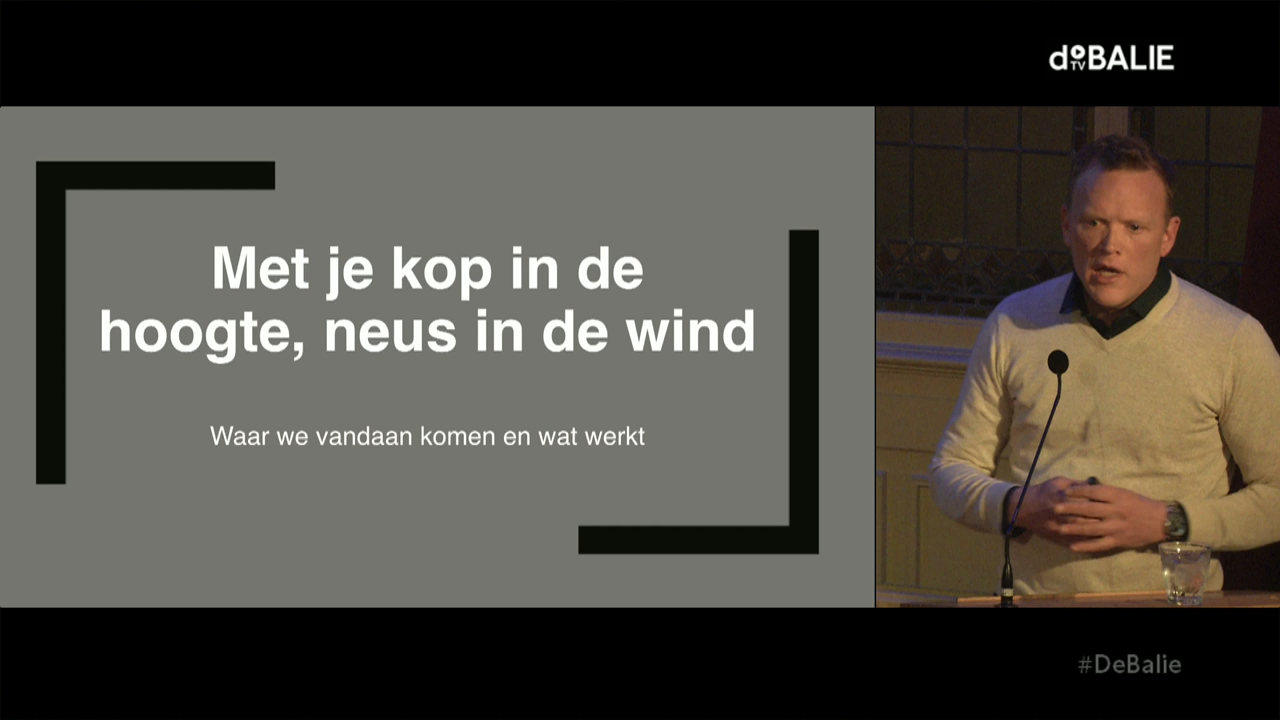 deBALIE
TV
Met je kop in de
hoogte, neus in de wind
Waar we vandaan komen en wat werkt
#DeBalie